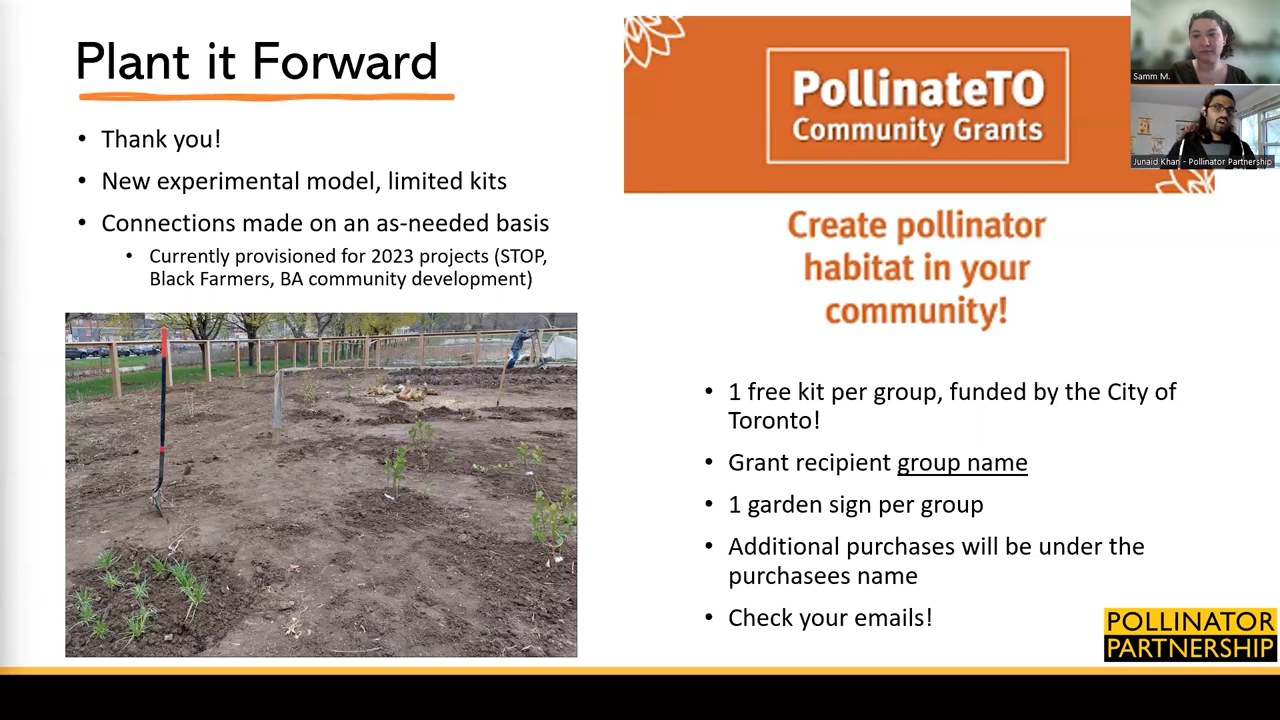 Plant it Forward
• Thank you!
• New experimental model, limited kits
• Connections made on an as-needed basis
• Currently provisioned for 2023 projects (STOP,
Black Farmers, BA community development)
PollinateTO
Community Grants
Create pollinator
habitat in your
community!
• 1 free kit per group, funded by the City of
Toronto!
• Grant recipient group name
• 1 garden sign per group
• Additional purchases will be under the
purchasees name
• Check your emails!
Samm M.
Junaid Khan - Pollinator Partnership
POLLINATOR
PARTNERSHIP